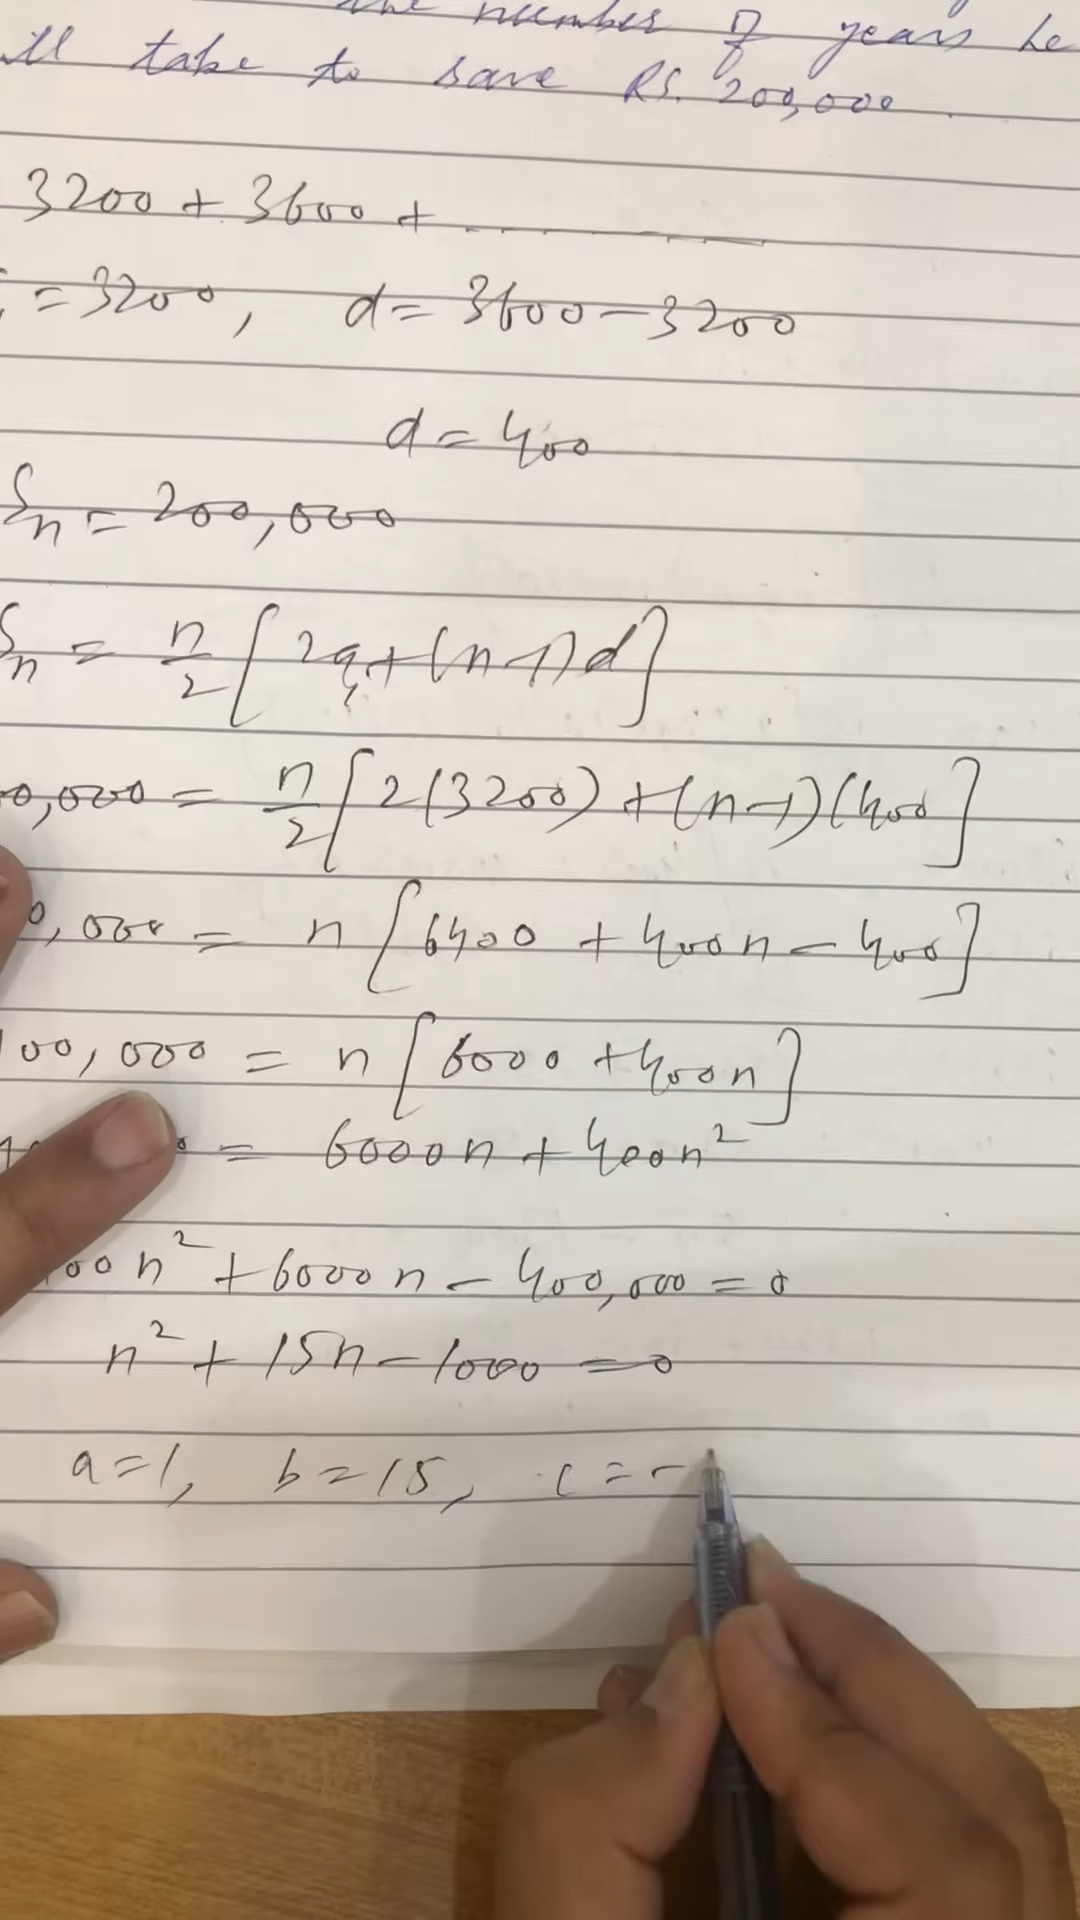 the number of years he
take to save RS. 200,000
3200 + 3600 + ............
= 3200, d = 3600 - 3200
d = 400
Sn = 200,000
Sn = n/2 [2a₁ + (n-1)d]
0,000 = n/2 [2(3200) + (n-1)(400]
0,000 = n [6400 + 400n - 400]
00,000 = n [6000 + 400n]
= 6000n + 400n²
00n² + 6000n - 400,000 = 0
n² + 15n - 1000 = 0
a = 1, b = 15, c = -